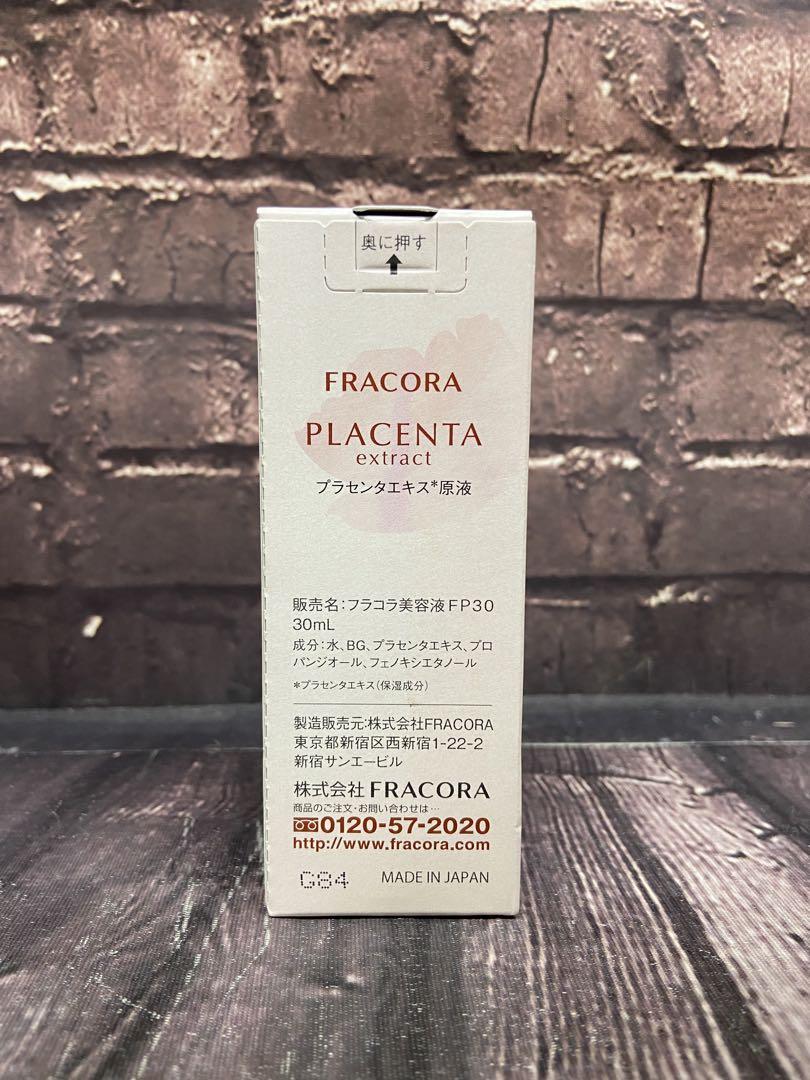 奥に押す
FRACORA
PLACENTA
extract
プラセンタエキス*原液
販売名:フラコラ美容液FP30
30mL
成分:水、BG、プラセンタエキス、プロ
パンジオール、フェノキシエタノール
*プラセンタエキス(保湿成分)
製造販売元:株式会社FRACORA
東京都新宿区西新宿1-22-2
新宿サンエービル
株式会社 FRACORA
商品のご注文・お問い合わせは…
0120-57-2020
http://www.fracora.com
G84 MADE IN JAPAN